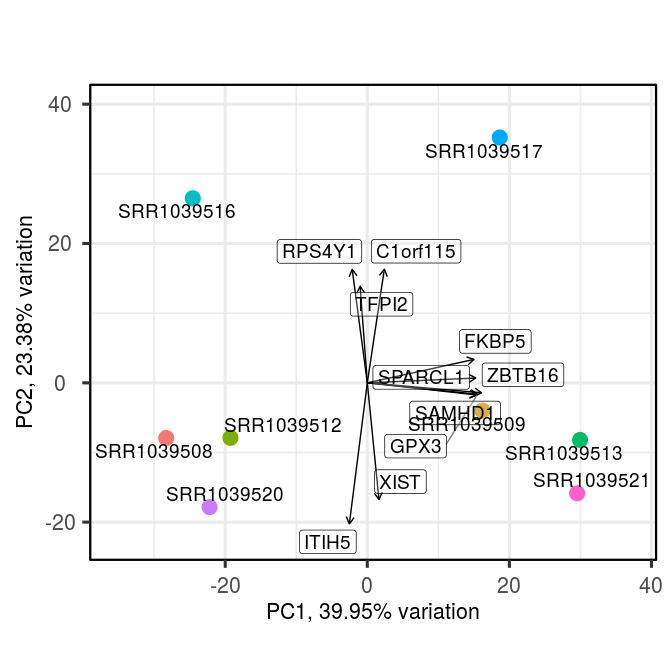 40
SRR1039517
SRR1039516
20
RPS4Y1
C1orf115
TFPI2
FKBP5
SPARCL1
ZBTB16
0
SAMHD1
SRR1039509
SRR1039512
GPX3
SRR1039508
SRR1039513
XIST
SRR1039521
SRR1039520
-20
ITIH5
-20
0
20
40
PC1, 39.95% variation
PC2, 23.38% variation